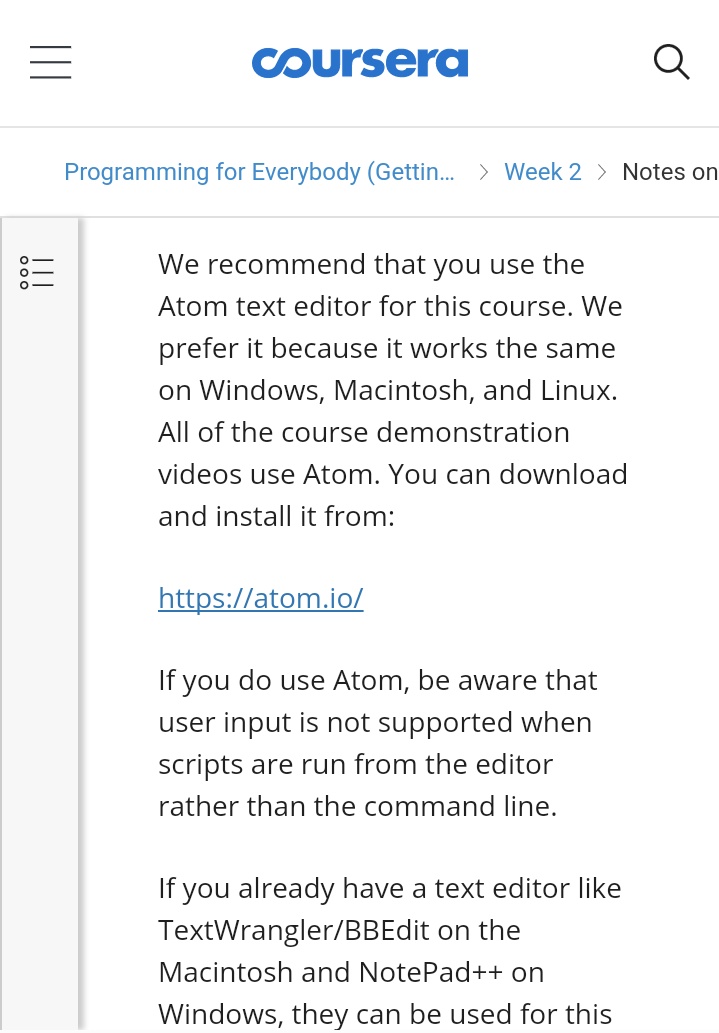 coursera
Programming for Everybody (Gettin... > Week 2 > Notes on
We recommend that you use the
Atom text editor for this course. We
prefer it because it works the same
on Windows, Macintosh, and Linux.
All of the course demonstration
videos use Atom. You can download
and install it from:
https://atom.io/
If you do use Atom, be aware that
user input is not supported when
scripts are run from the editor
rather than the command line.
If you already have a text editor like
TextWrangler/BBEdit on the
Macintosh and NotePad++ on
Windows, they can be used for this